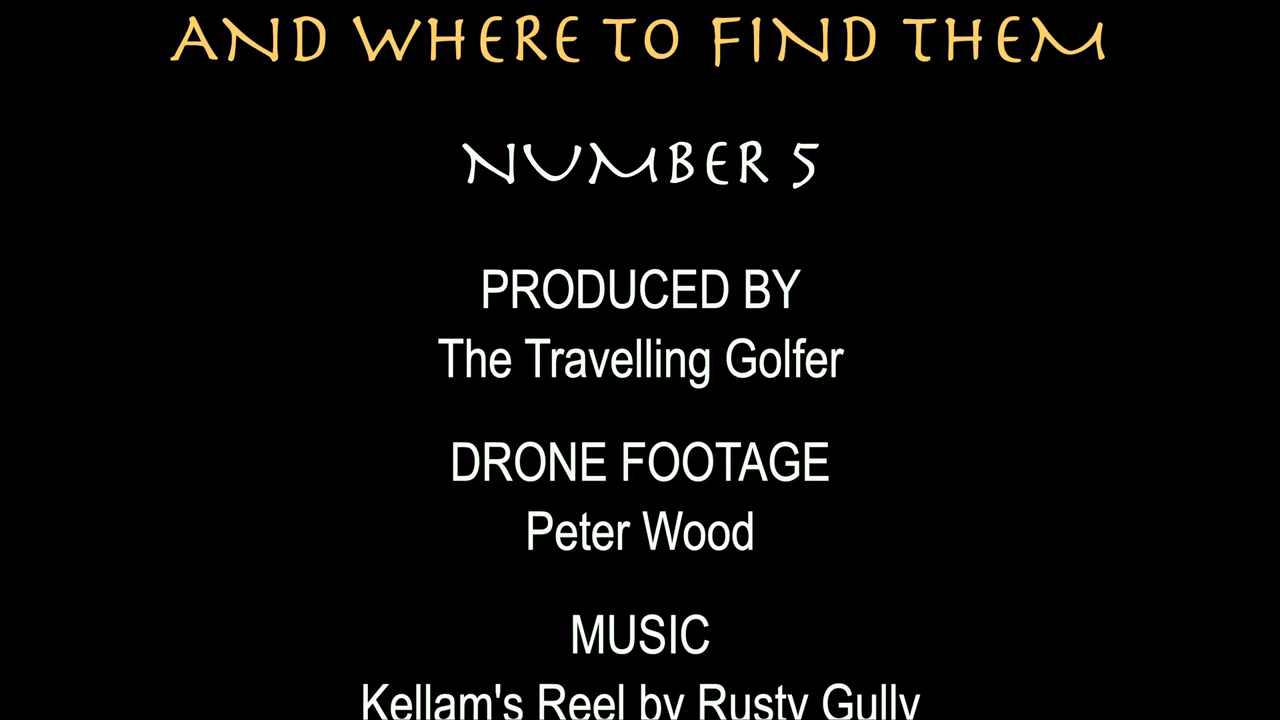 AND WHERE TO FIND THEM
NUMBER 5
PRODUCED BY
The Travelling Golfer
DRONE FOOTAGE
Peter Wood
MUSIC
Kellam's Reel by Rusty Gully